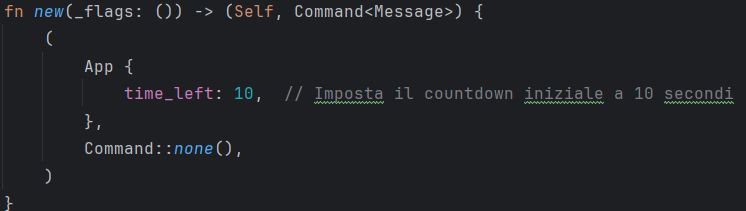 fn new(_flags: ()) -> (Self, Command<Message>) {
    (
        App {
            time_left: 10,  // Imposta il countdown iniziale a 10 secondi
        },
        Command::none(),
    )
}